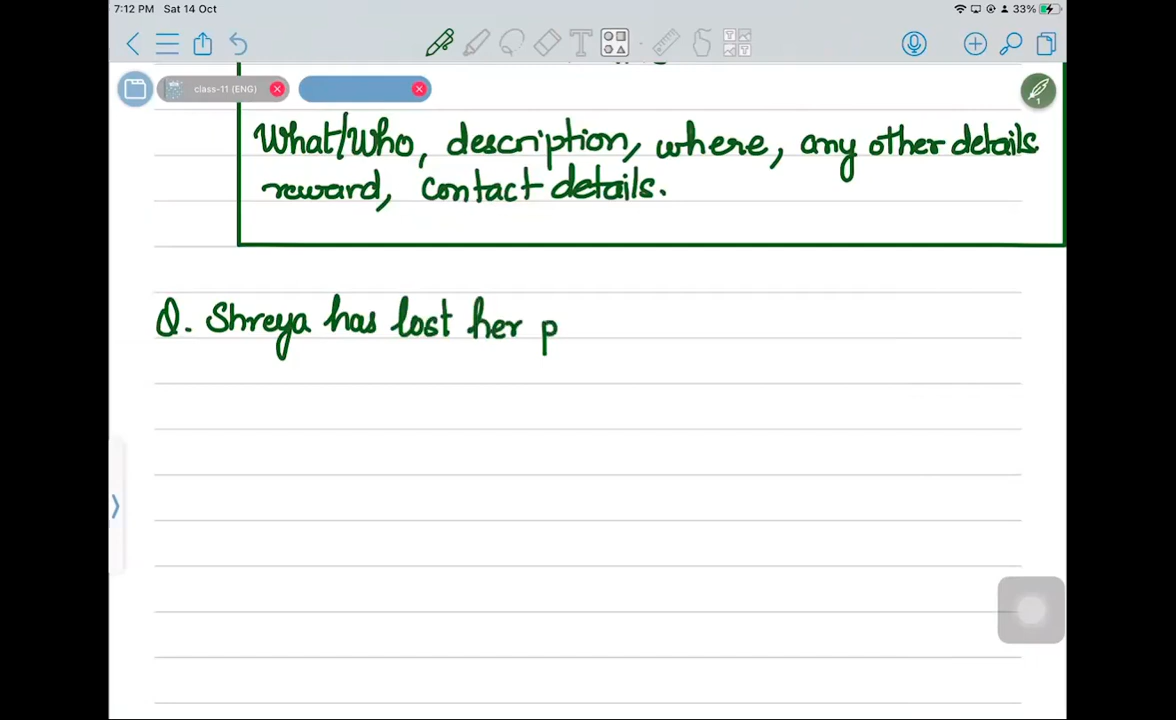 7:12 PM Sat 14 Oct
33%
class-11 (ENG)
1
What/Who, description, where, any other details
reward, contact details.
Q. Shreya has lost her p